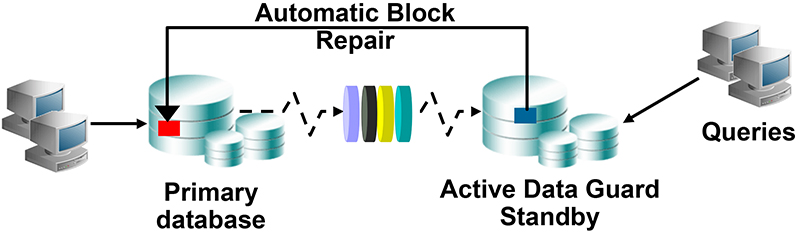 Automatic Block
Repair
Primary
database
Active Data Guard
Standby
Queries